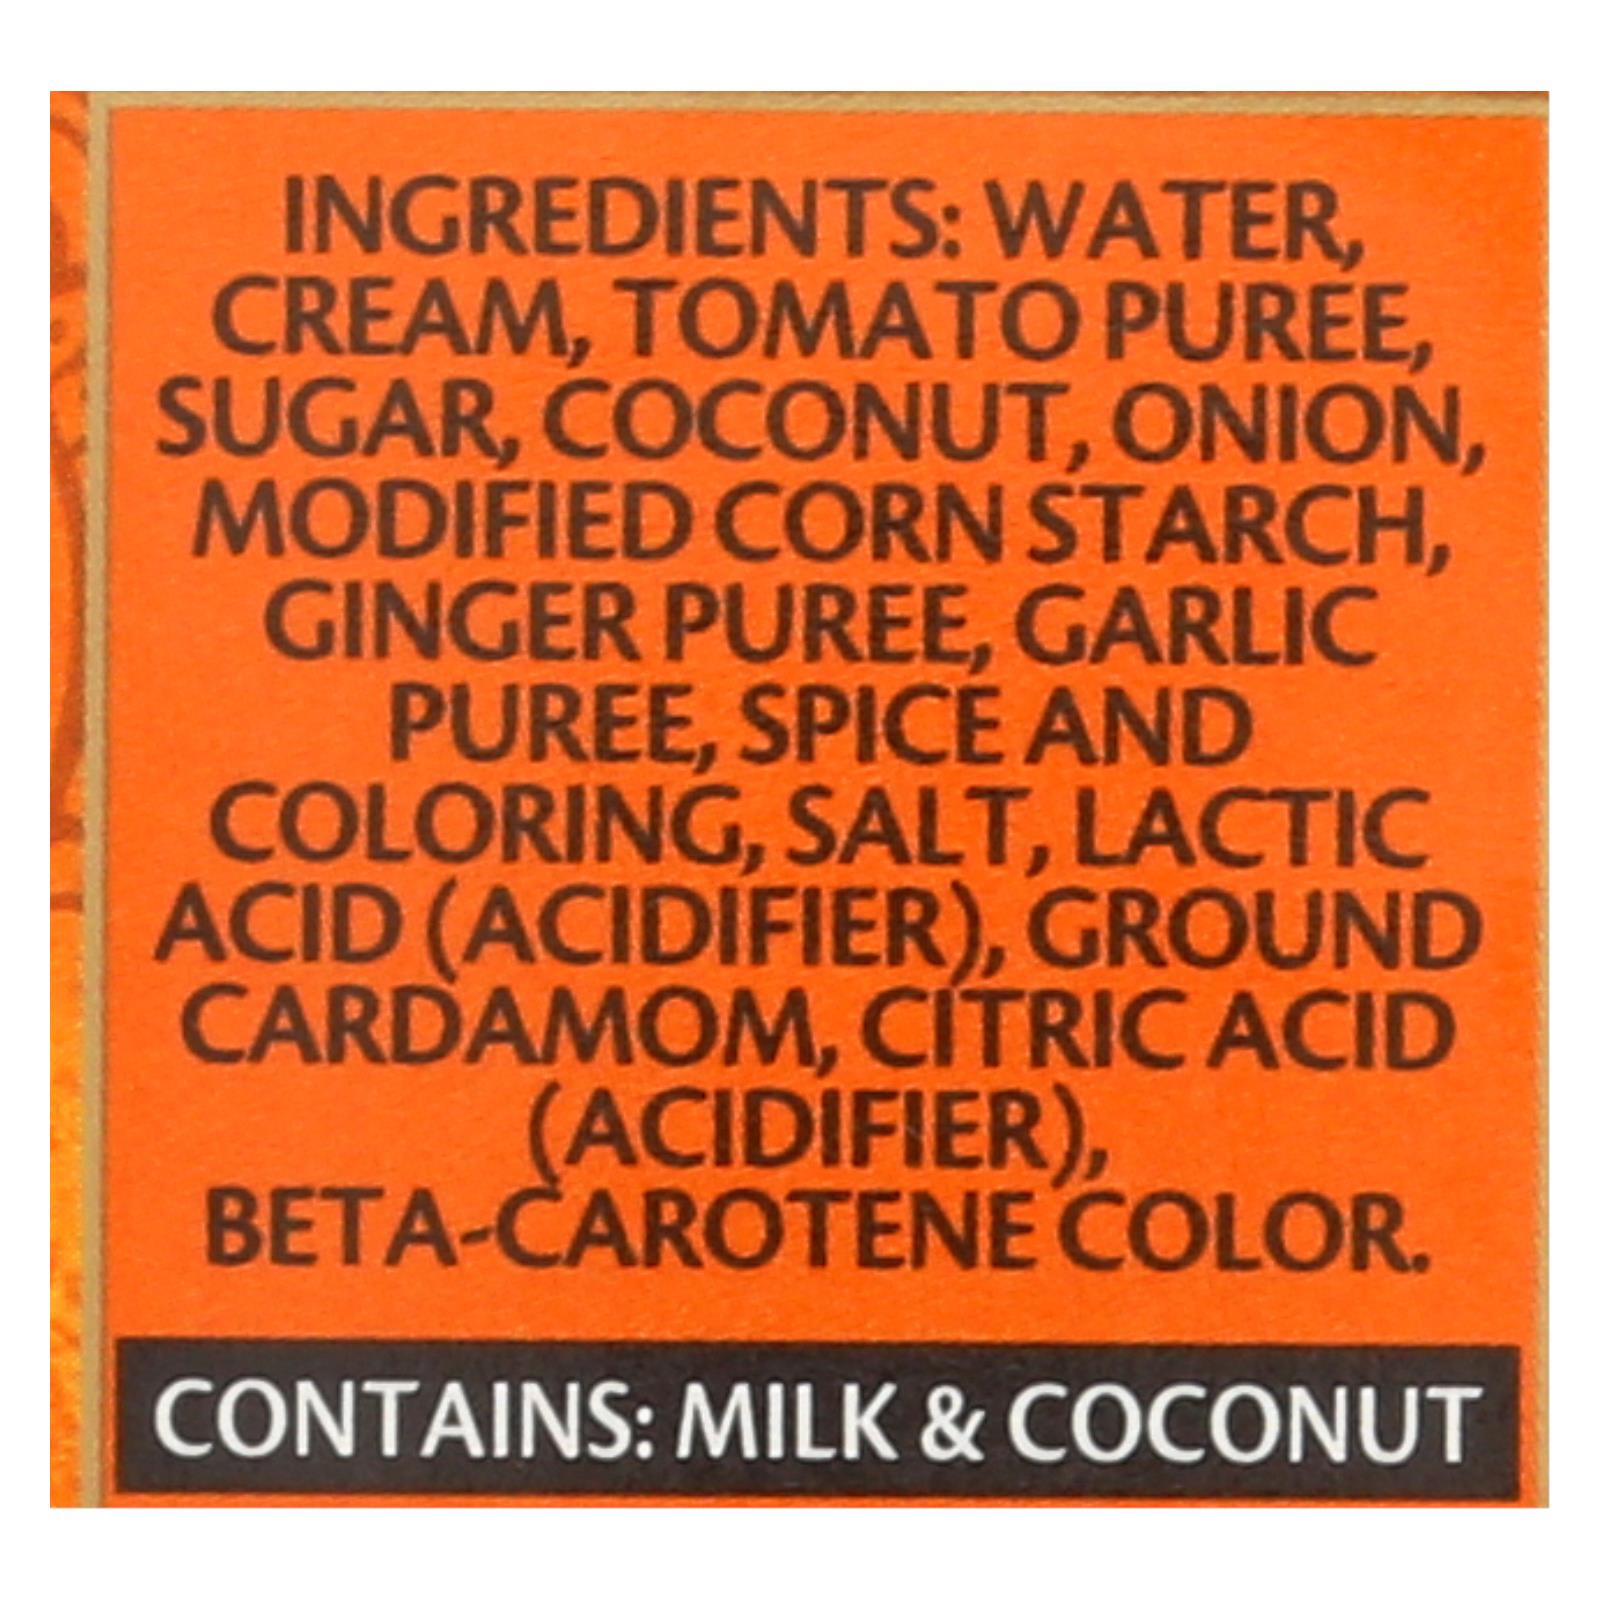 INGREDIENTS: WATER,
CREAM, TOMATO PUREE,
SUGAR, COCONUT, ONION,
MODIFIED CORN STARCH,
GINGER PUREE, GARLIC
PUREE, SPICE AND
COLORING, SALT, LACTIC
ACID (ACIDIFIER), GROUND
CARDAMOM, CITRIC ACID
(ACIDIFIER),
BETA-CAROTENE COLOR.
CONTAINS: MILK & COCONUT